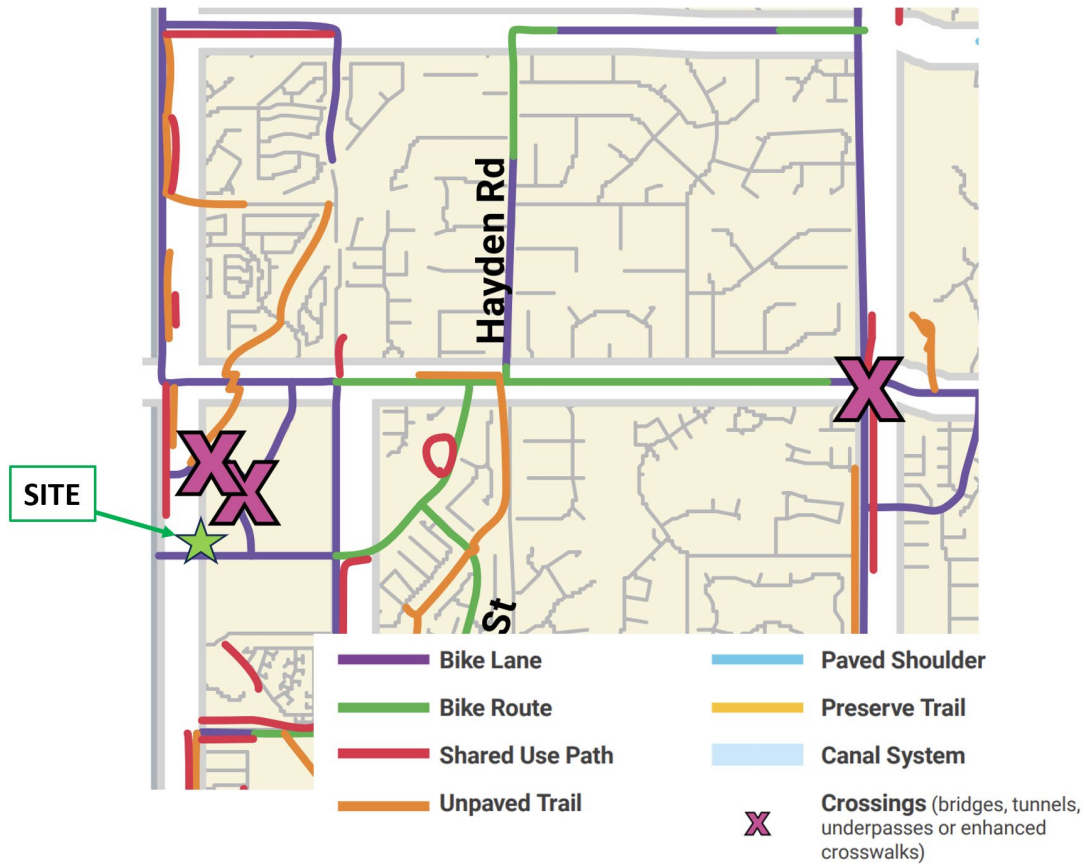 Hayden Rd
SITE
St
Bike Lane
Bike Route
Shared Use Path
Unpaved Trail
Paved Shoulder
Preserve Trail
Canal System
X
Crossings (bridges, tunnels,
underpasses or enhanced
crosswalks)